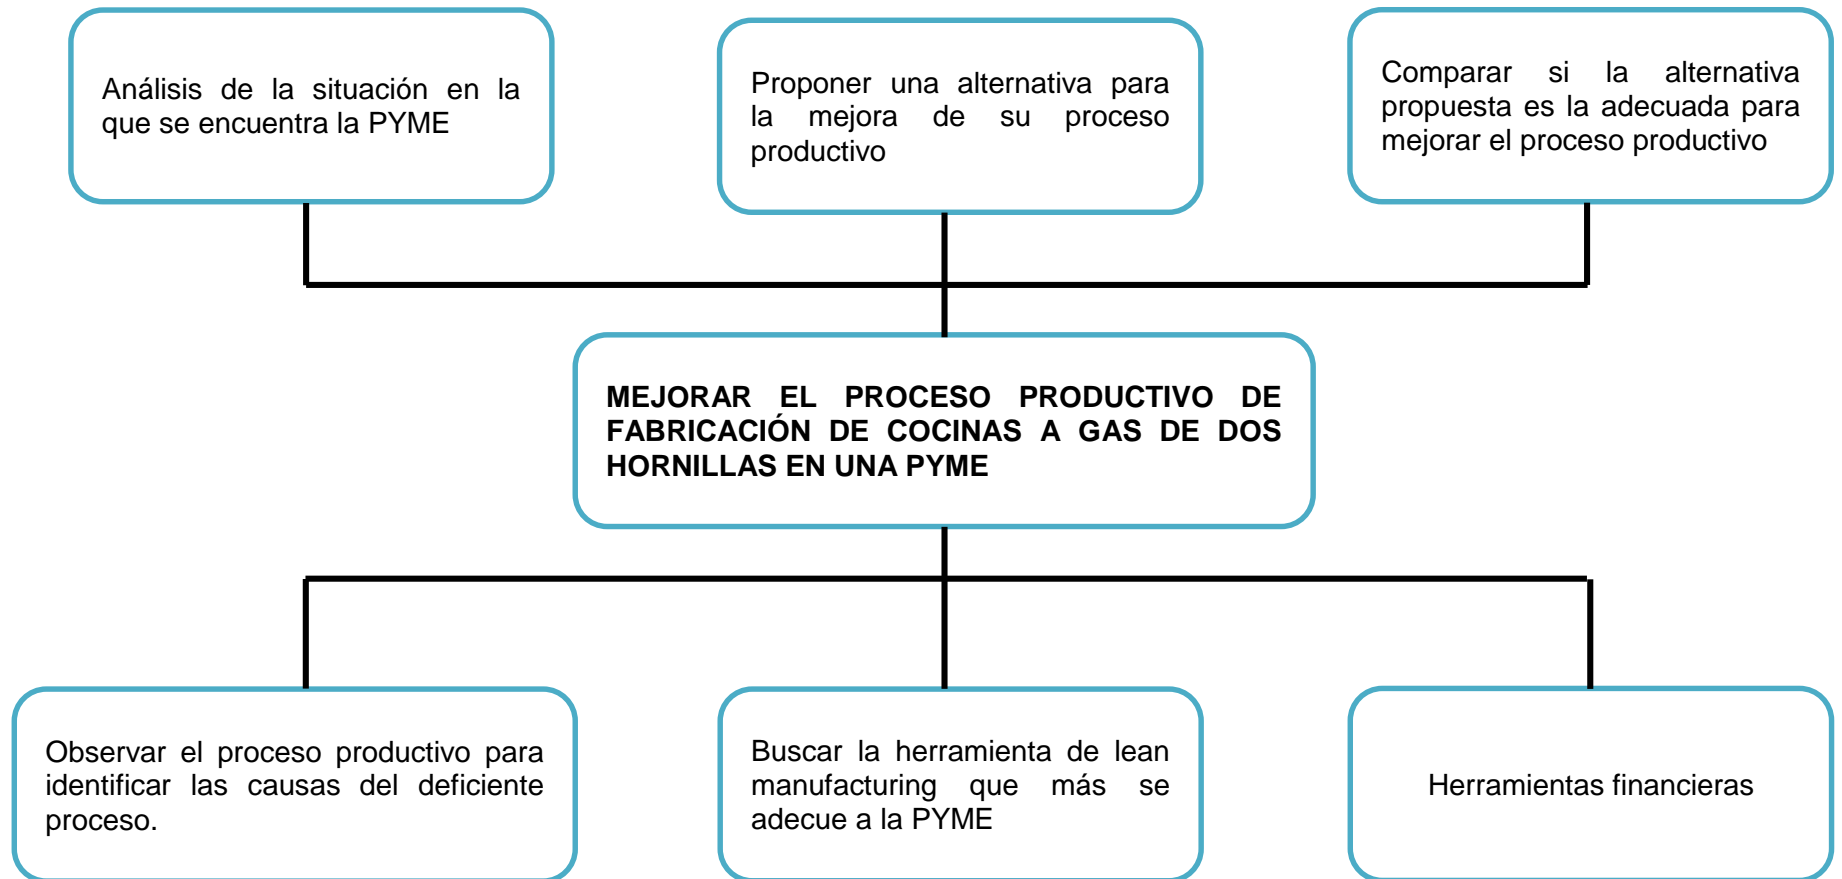 Análisis de la situación en la
que se encuentra la PYME
Proponer una alternativa para
la mejora de su proceso
productivo
Comparar si la alternativa
propuesta es la adecuada para
mejorar el proceso productivo
MEJORAR EL PROCESO PRODUCTIVO DE
FABRICACIÓN DE COCINAS A GAS DE DOS
HORNILLAS EN UNA PYME
Observar el proceso productivo para
identificar las causas del deficiente
proceso.
Buscar la herramienta de lean
manufacturing que más se
adecue a la PYME
Herramientas financieras